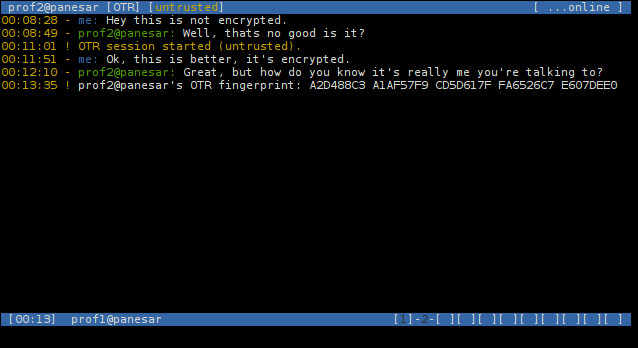 prof2@panesar [OTR] [untrusted] [ ...online ]
00:08:28 - me: Hey this is not encrypted.
00:08:49 - prof2@panesar: Well, thats no good is it?
00:11:01 ! OTR session started (untrusted).
00:11:51 - me: Ok, this is better, it's encrypted.
00:12:10 - prof2@panesar: Great, but how do you know it's really me you're talking to?
00:13:35 ! prof2@panesar's OTR fingerprint: A2D488C3 A1AF57F9 CD5D617F FA6526C7 E607DEE0
[00:13] prof1@panesar [1]-2-[ ][ ][ ][ ][ ][ ][ ][ ][ ]